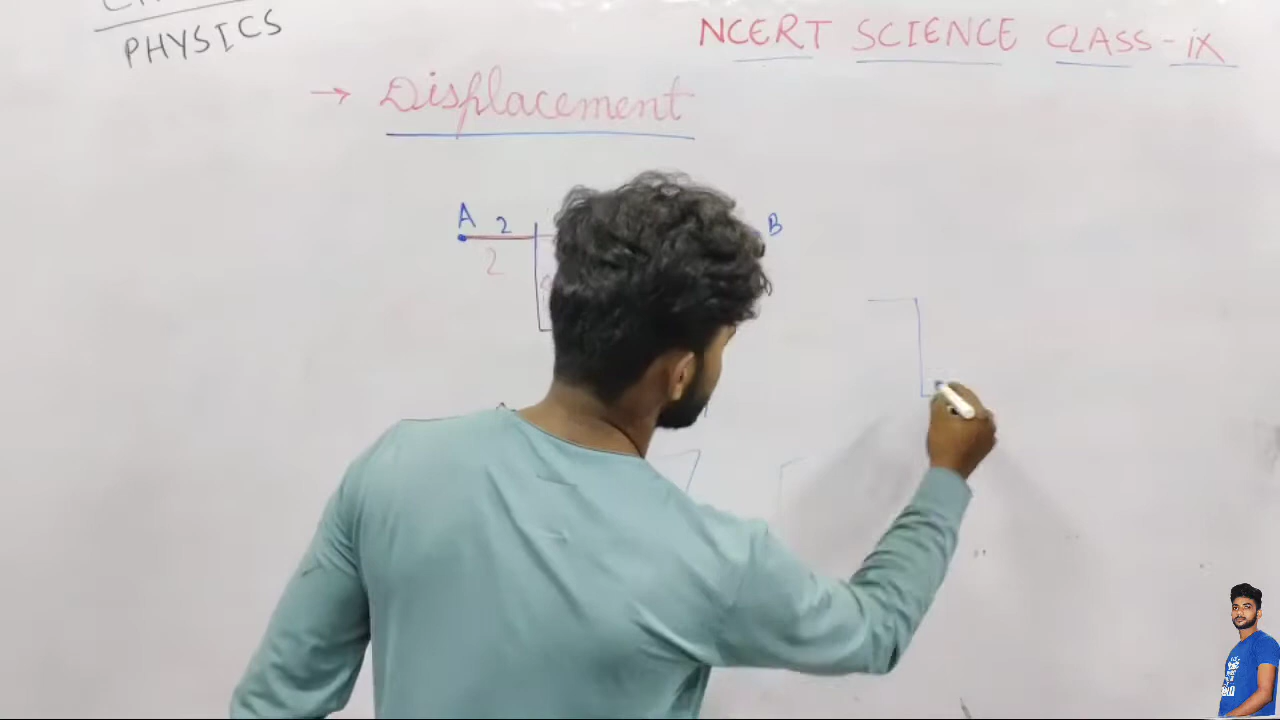 PHYSICS
NCERT SCIENCE CLASS - IX
→ Displacement
A 2 B
2